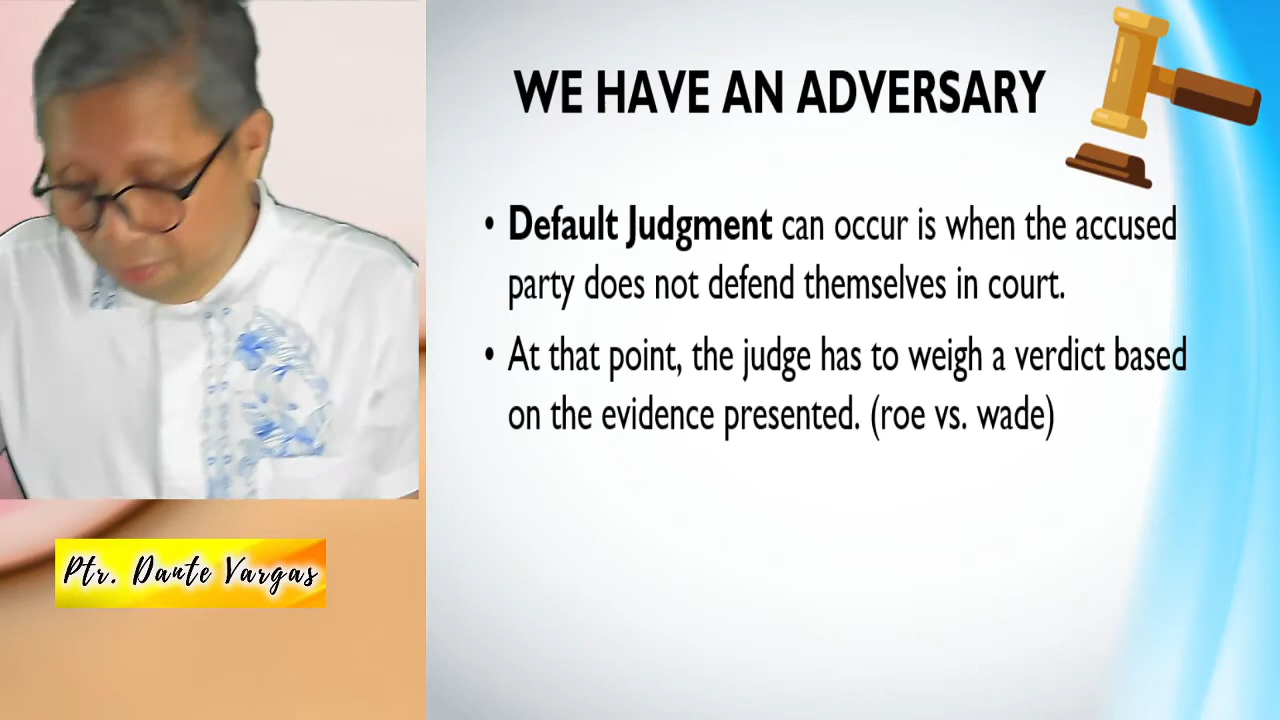 WE HAVE AN ADVERSARY
• Default Judgment can occur is when the accused
party does not defend themselves in court.
• At that point, the judge has to weigh a verdict based
on the evidence presented. (roe vs. wade)
Ptr. Dante Vargas